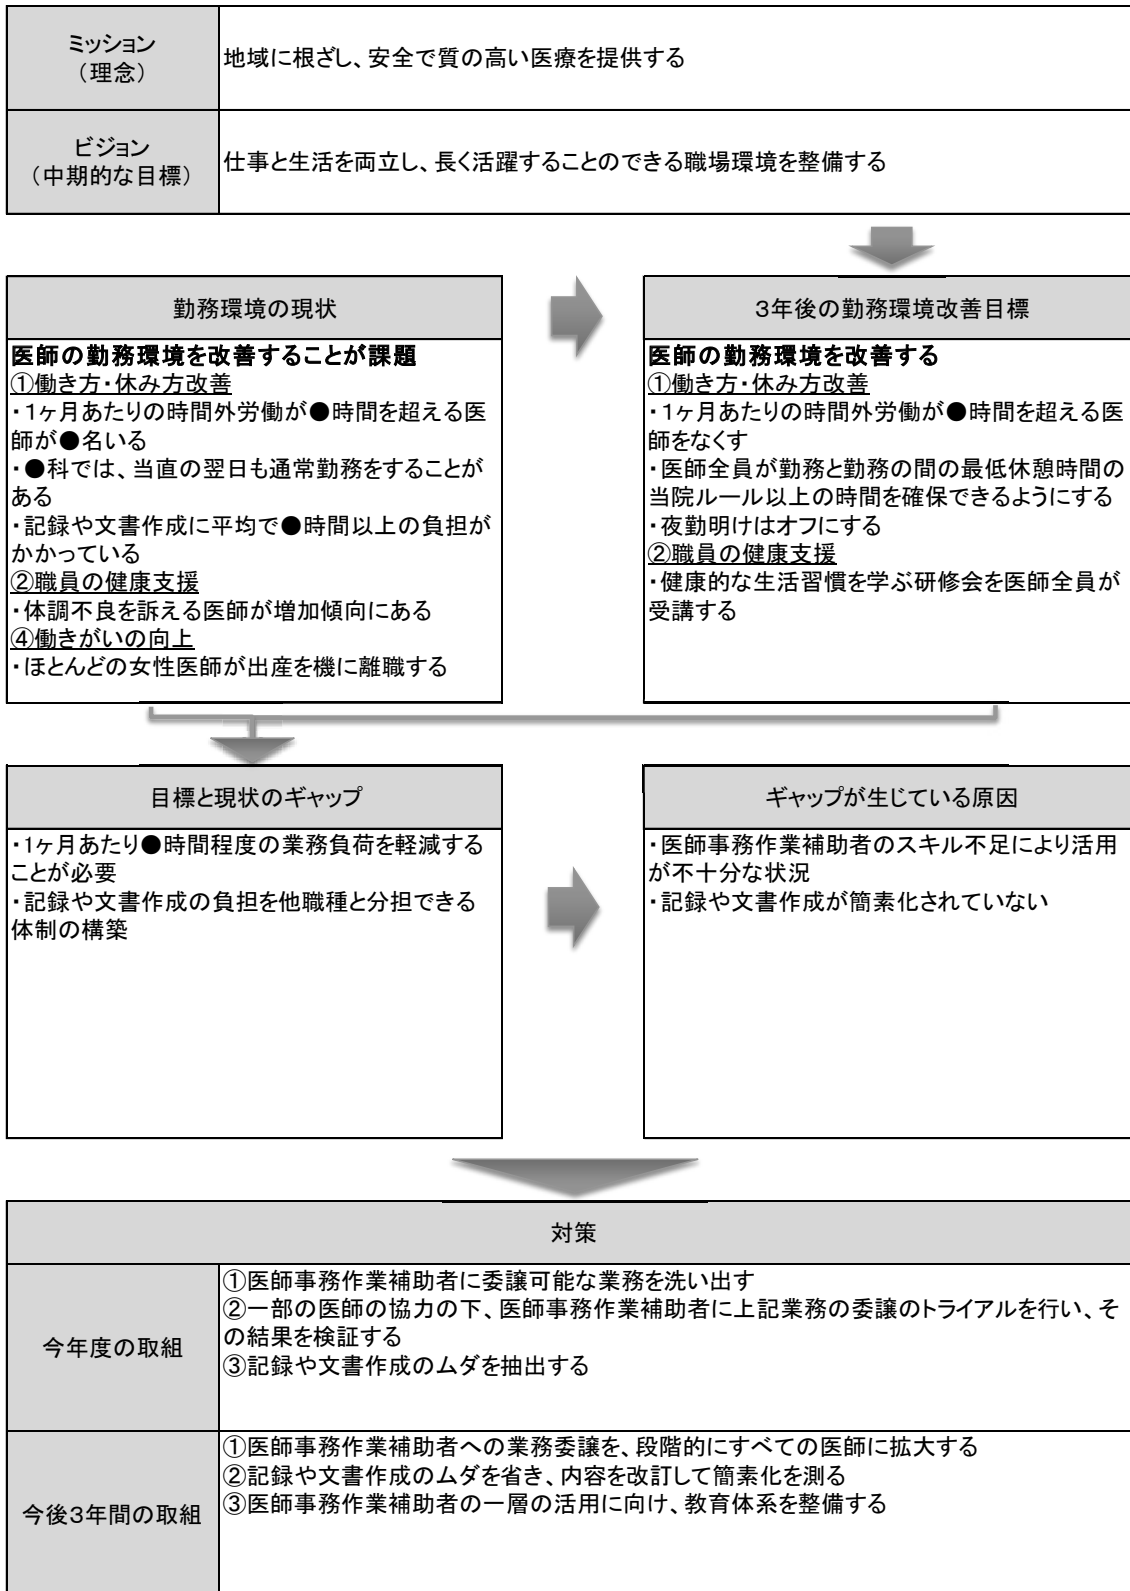 ミッション
（理念）
地域に根ざし、安全で質の高い医療を提供する
ビジョン
（中期的な目標）
仕事と生活を両立し、長く活躍することのできる職場環境を整備する
勤務環境の現状
医師の勤務環境を改善することが課題
①働き方・休み方改善
・1ヶ月あたりの時間外労働が●時間を超える医
師が●名いる
・●科では、当直の翌日も通常勤務をすることが
ある
・記録や文書作成に平均で●時間以上の負担が
かかっている
②職員の健康支援
・体調不良を訴える医師が増加傾向にある
④働きがいの向上
・ほとんどの女性医師が出産を機に離職する
3年後の勤務環境改善目標
医師の勤務環境を改善する
①働き方・休み方改善
・1ヶ月あたりの時間外労働が●時間を超える医
師をなくす
・医師全員が勤務と勤務の間の最低休憩時間の
当院ルール以上の時間を確保できるようにする
・夜勤明けはオフにする
②職員の健康支援
・健康的な生活習慣を学ぶ研修会を医師全員が
受講する
目標と現状のギャップ
・1ヶ月あたり●時間程度の業務負荷を軽減する
ことが必要
・記録や文書作成の負担を他職種と分担できる
体制の構築
ギャップが生じている原因
・医師事務作業補助者のスキル不足により活用
が不十分な状況
・記録や文書作成が簡素化されていない
対策
今年度の取組
①医師事務作業補助者に委譲可能な業務を洗い出す
②一部の医師の協力の下、医師事務作業補助者に上記業務の委譲のトライアルを行い、そ
の結果を検証する
③記録や文書作成のムダを抽出する
今後3年間の取組
①医師事務作業補助者への業務委譲を、段階的にすべての医師に拡大する
②記録や文書作成のムダを省き、内容を改訂して簡素化を測る
③医師事務作業補助者の一層の活用に向け、教育体系を整備する